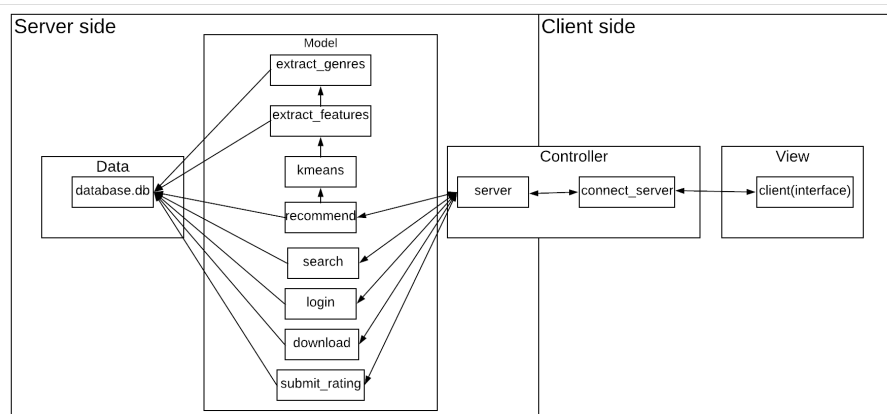 Server side
Client side
Model
extract_genres
extract_features
Data
database.db
kmeans
recommend
search
login
download
submit_rating
Controller
server
connect_server
View
client(interface)